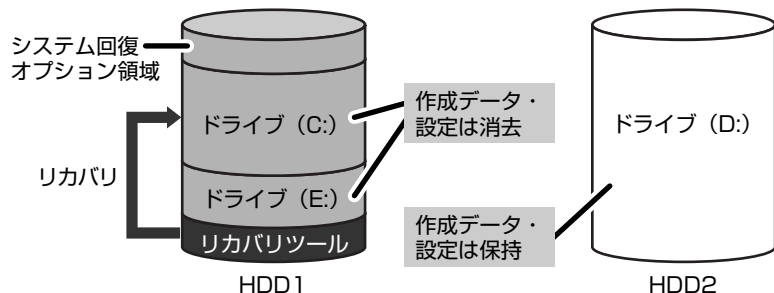 システム回復
オプション領域
ドライブ（C:）
ドライブ（E:）
リカバリツール
リカバリ
HDD1
作成データ・
設定は消去
作成データ・
設定は保持
ドライブ（D:）
HDD2